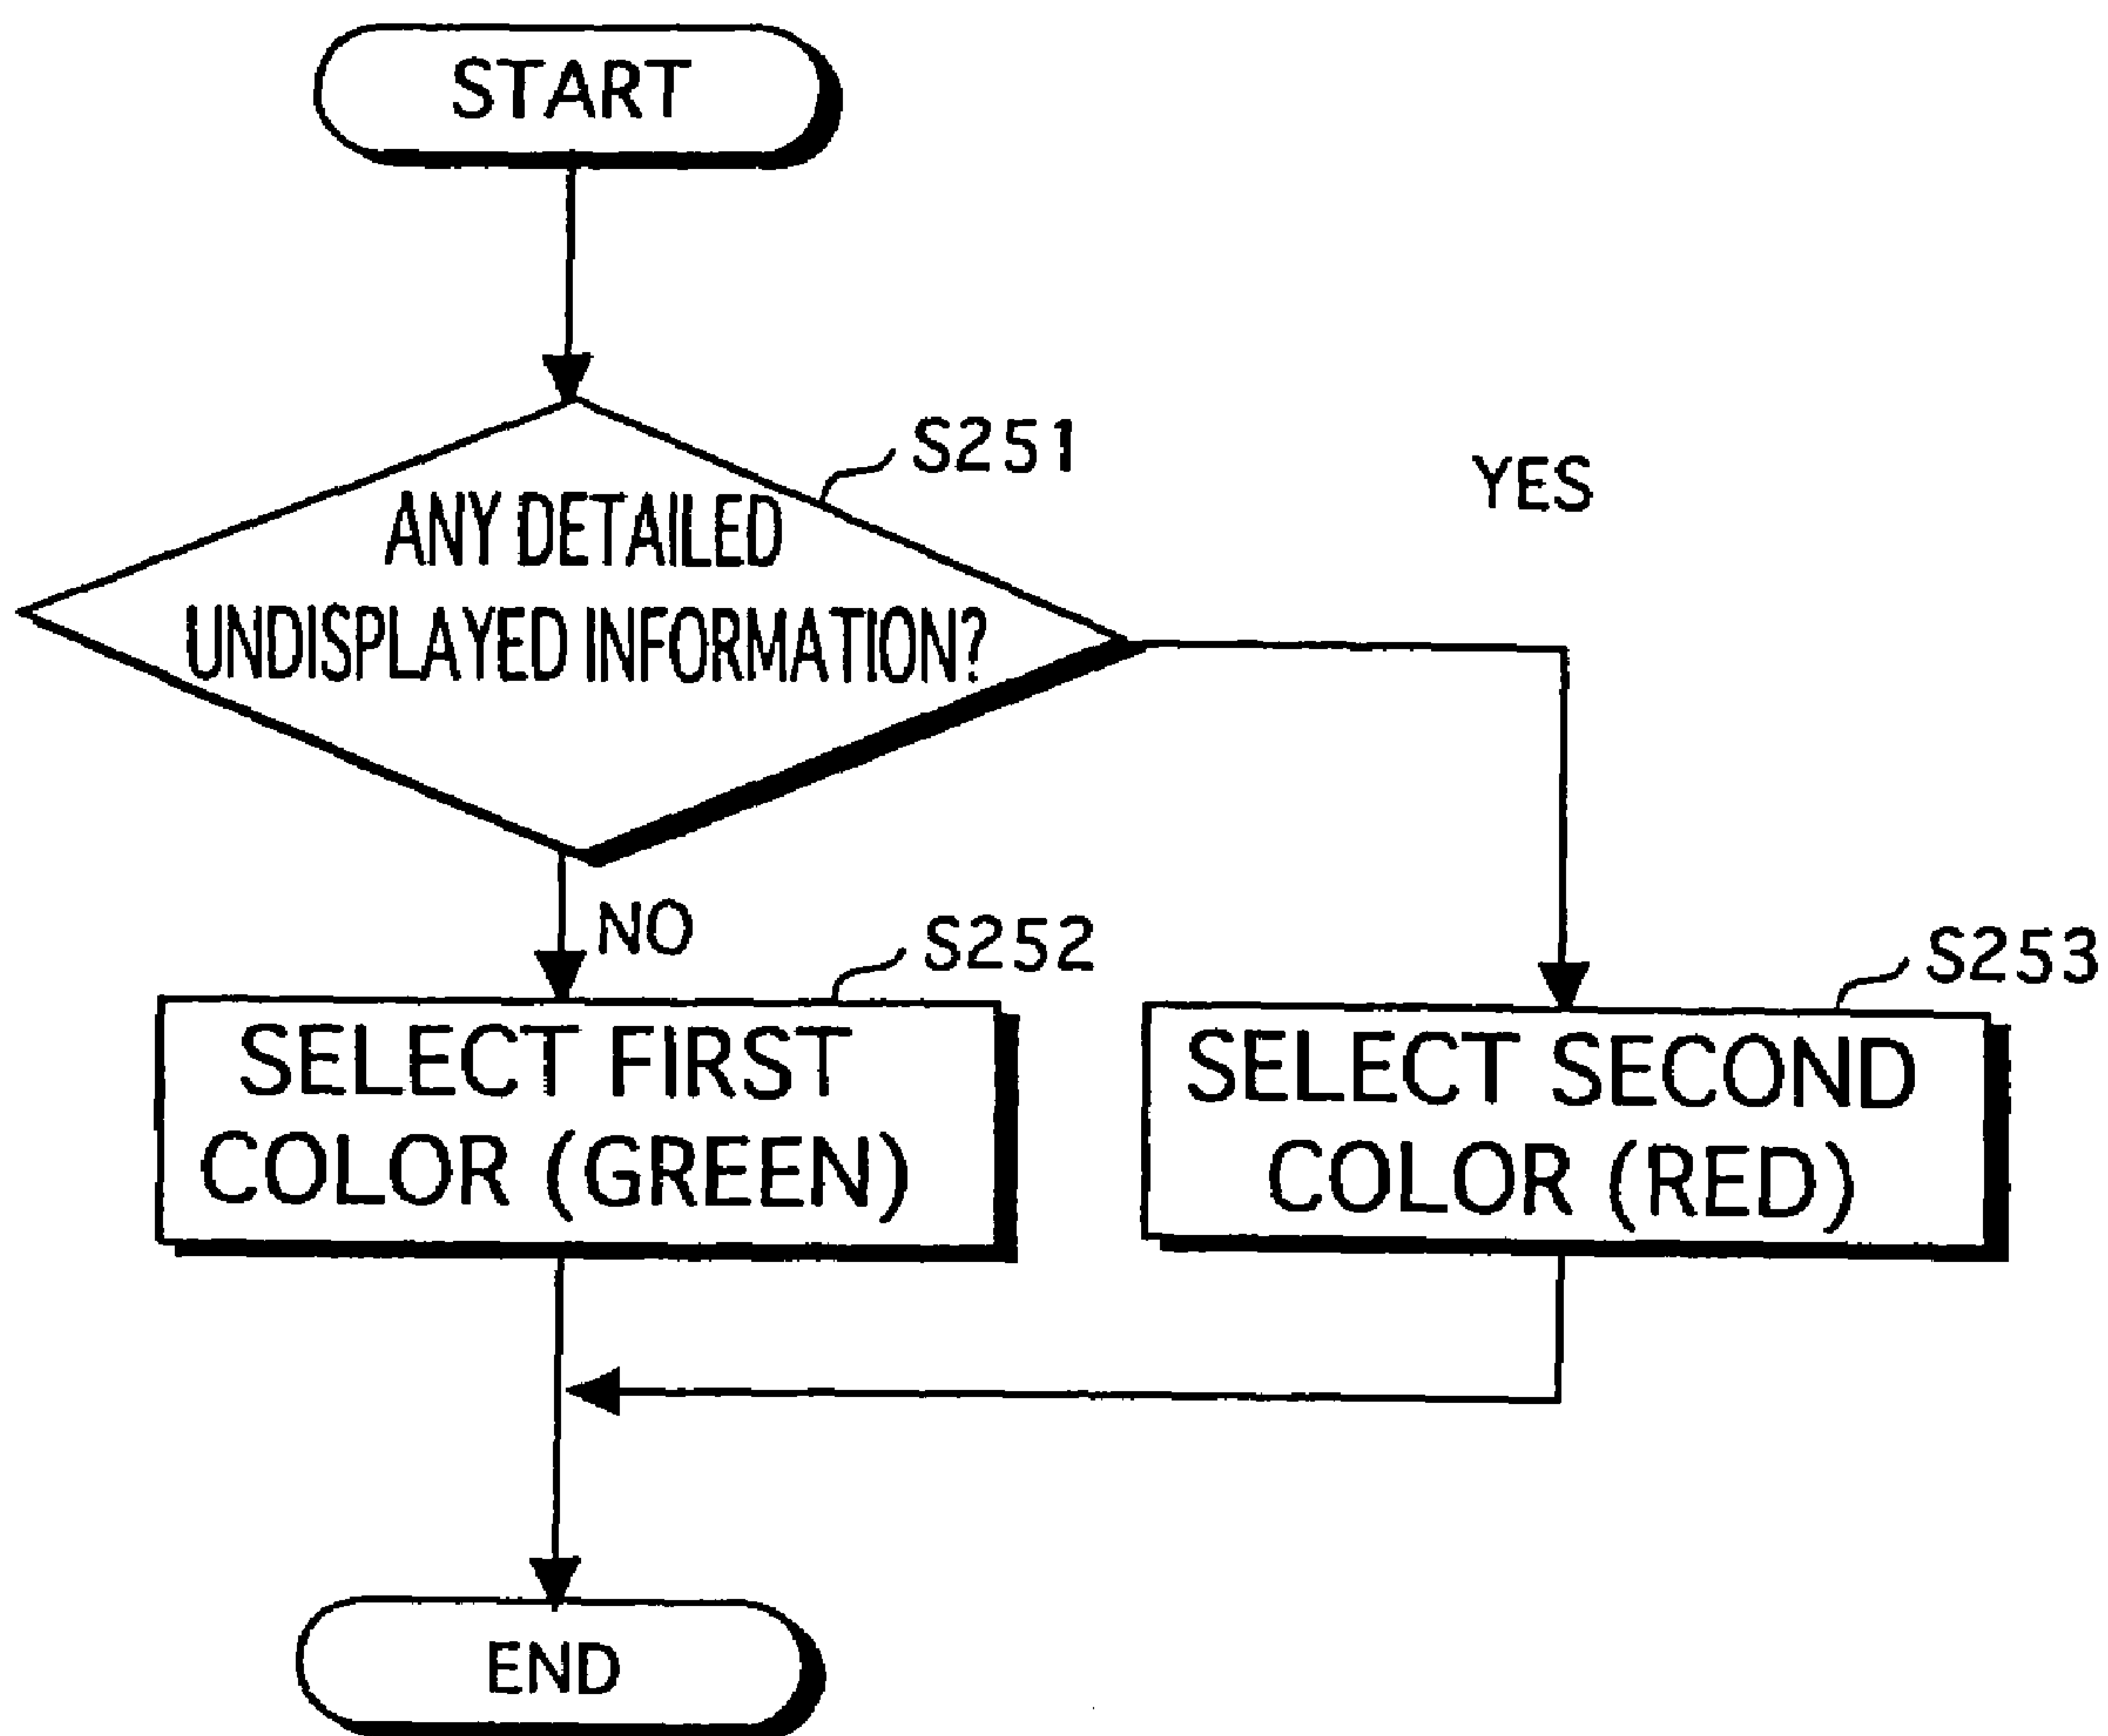 START
S251
YES
ANY DETAILED
UNDISPLAYED INFORMATION?
NO
S252
S253
SELECT FIRST
COLOR (GREEN)
SELECT SECOND
COLOR (RED)
END